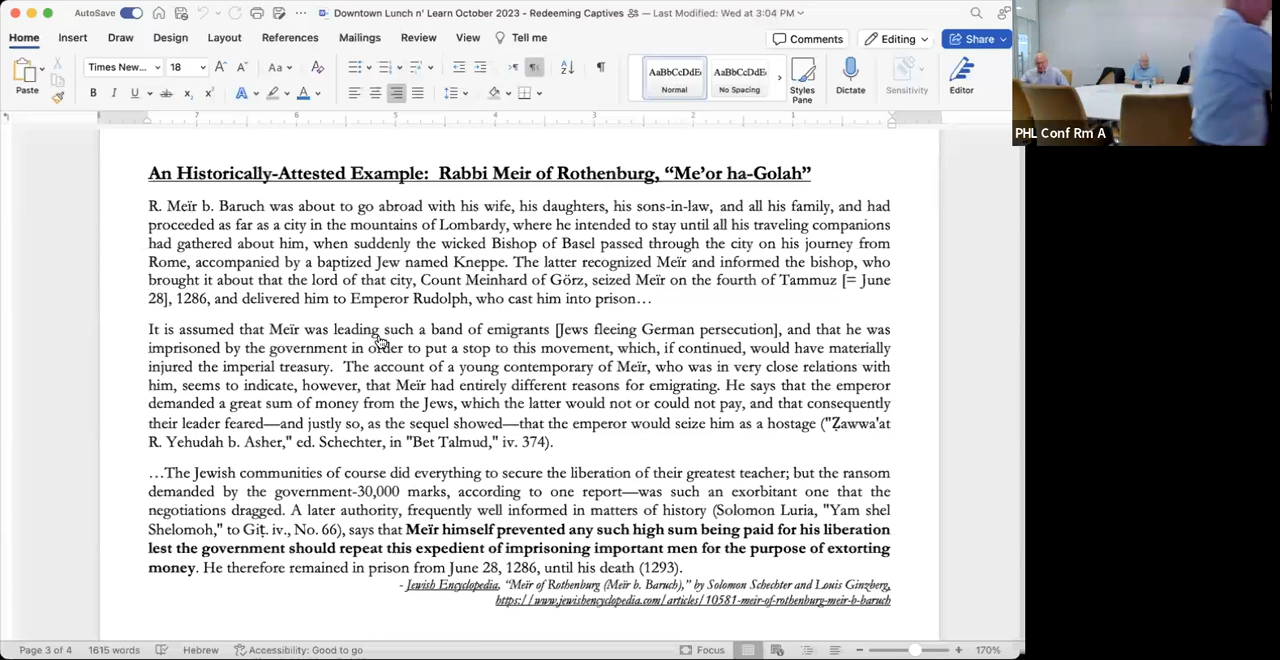 AutoSave
Downtown Lunch n' Learn October 2023 - Redeeming Captives — Last Modified: Wed at 3:04 PM
Home Insert Draw Design Layout References Mailings Review View Tell me Comments Editing Share
Paste Times New... 18 Aa AaBbCcDdEe AaBbCcDdEe
Normal No Spacing Styles Pane Dictate Sensitivity Editor
B I U ab x₂ x² A A
7 6 5 4 3 2 1
PHL Conf Rm A
An Historically-Attested Example: Rabbi Meir of Rothenburg, “Me’or ha-Golah”
R. Meïr b. Baruch was about to go abroad with his wife, his daughters, his sons-in-law, and all his family, and had
proceeded as far as a city in the mountains of Lombardy, where he intended to stay until all his traveling companions
had gathered about him, when suddenly the wicked Bishop of Basel passed through the city on his journey from
Rome, accompanied by a baptized Jew named Kneppe. The latter recognized Meïr and informed the bishop, who
brought it about that the lord of that city, Count Meinhard of Görz, seized Meïr on the fourth of Tammuz [= June
28], 1286, and delivered him to Emperor Rudolph, who cast him into prison…
It is assumed that Meïr was leading such a band of emigrants [Jews fleeing German persecution], and that he was
imprisoned by the government in order to put a stop to this movement, which, if continued, would have materially
injured the imperial treasury. The account of a young contemporary of Meïr, who was in very close relations with
him, seems to indicate, however, that Meïr had entirely different reasons for emigrating. He says that the emperor
demanded a great sum of money from the Jews, which the latter would not or could not pay, and that consequently
their leader feared—and justly so, as the sequel showed—that the emperor would seize him as a hostage ("Ẓawwa'at
R. Yehudah b. Asher," ed. Schechter, in "Bet Talmud," iv. 374).
…The Jewish communities of course did everything to secure the liberation of their greatest teacher; but the ransom
demanded by the government-30,000 marks, according to one report—was such an exorbitant one that the
negotiations dragged. A later authority, frequently well informed in matters of history (Solomon Luria, "Yam shel
Shelomoh," to Giṭ. iv., No. 66), says that Meïr himself prevented any such high sum being paid for his liberation
lest the government should repeat this expedient of imprisoning important men for the purpose of extorting
money. He therefore remained in prison from June 28, 1286, until his death (1293).
- Jewish Encyclopedia, “Meïr of Rothenburg (Meïr b. Baruch),” by Solomon Schechter and Louis Ginzberg,
https://www.jewishencyclopedia.com/articles/10581-meir-of-rothenburg-meir-b-baruch
Page 3 of 4 1615 words Hebrew Accessibility: Good to go Focus 170%